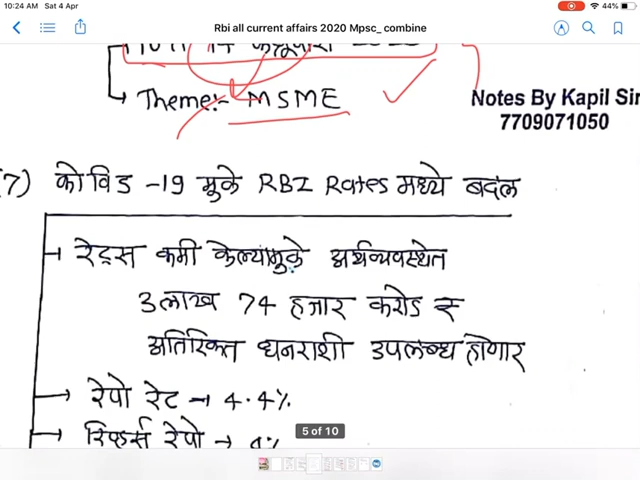 10:24 AM Sat 4 Apr
44%
Rbi all current affairs 2020 Mpsc_ combine
Theme:- MSME
Notes By Kapil Sir
7709071050
7) कोविड -19 मुळे RBI Rates मध्ये बदल
रेट्स कमी केल्यामुळे अर्थव्यवस्थेत
3 लाख 74 हजार करोड ₹
अतिरिक्त धनराशी उपलब्ध होणार
रेपो रेट → 4.4%
रिव्हर्स रेपो → 4%
5 of 10